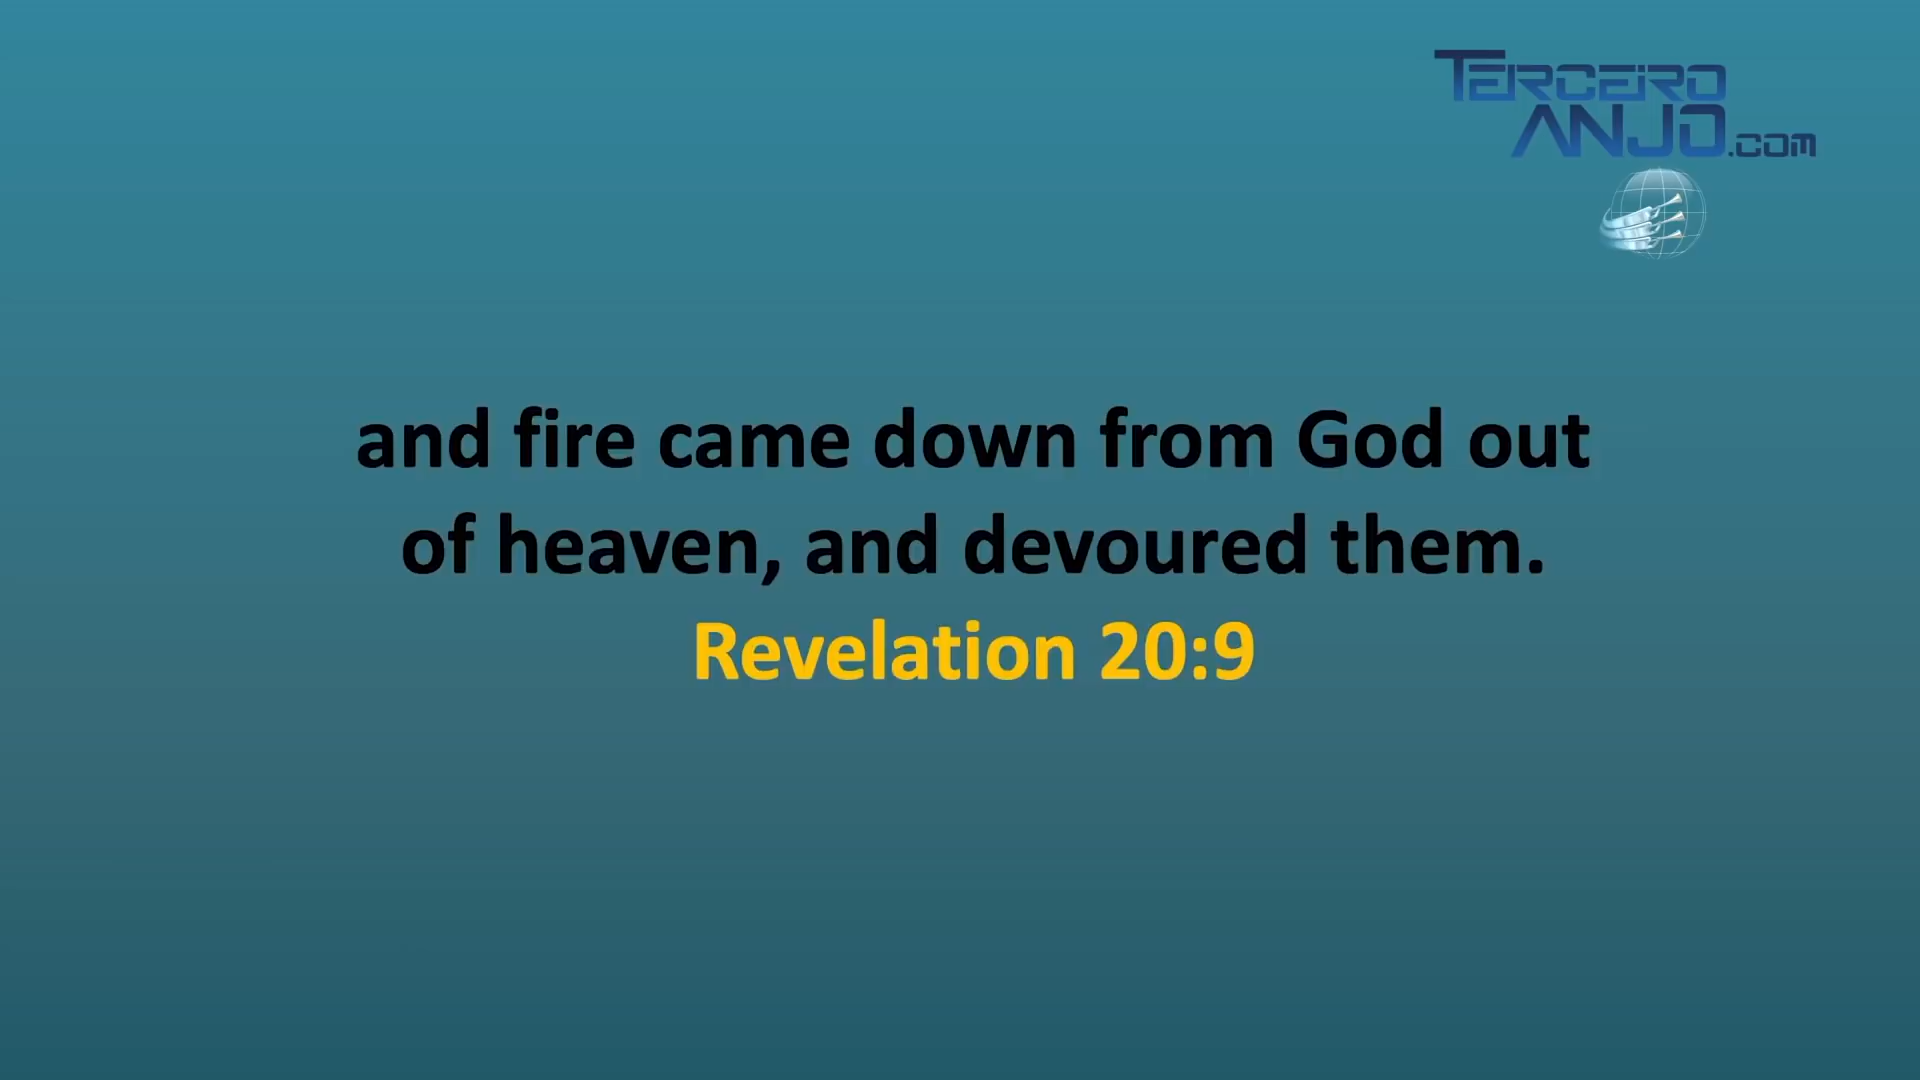 TERCEIRO
ANJO.com
and fire came down from God out
of heaven, and devoured them.
Revelation 20:9